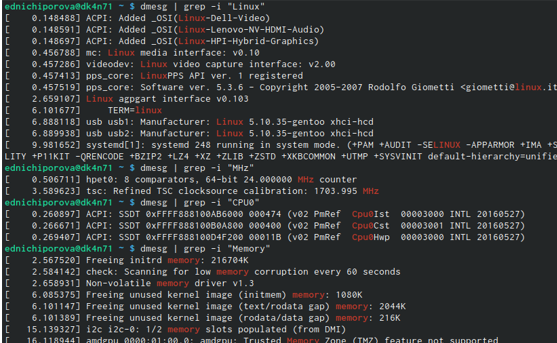 ednichiporova@dk4n71 ~ $ dmesg | grep -i "Linux"
[    0.148488] ACPI: Added _OSI(Linux-Dell-Video)
[    0.148591] ACPI: Added _OSI(Linux-Lenovo-NV-HDMI-Audio)
[    0.148697] ACPI: Added _OSI(Linux-HPI-Hybrid-Graphics)
[    0.456788] mc: Linux media interface: v0.10
[    0.457286] videodev: Linux video capture interface: v2.00
[    0.457413] pps_core: LinuxPPS API ver. 1 registered
[    0.457519] pps_core: Software ver. 5.3.6 - Copyright 2005-2007 Rodolfo Giometti <giometti@linux.it
[    2.659107] Linux agpgart interface v0.103
[    6.101677]     TERM=linux
[    6.888118] usb usb1: Manufacturer: Linux 5.10.35-gentoo xhci-hcd
[    6.889938] usb usb2: Manufacturer: Linux 5.10.35-gentoo xhci-hcd
[    9.981652] systemd[1]: systemd 248 running in system mode. (+PAM +AUDIT -SELINUX -APPARMOR +IMA +S
LITY +P11KIT -QRENCODE +BZIP2 +LZ4 +XZ +ZLIB +ZSTD +XKBCOMMON +UTMP +SYSVINIT default-hierarchy=unifie
ednichiporova@dk4n71 ~ $ dmesg | grep -i "MHz"
[    0.506711] hpet0: 8 comparators, 64-bit 24.000000 MHz counter
[    3.589623] tsc: Refined TSC clocksource calibration: 1703.995 MHz
ednichiporova@dk4n71 ~ $ dmesg | grep -i "CPU0"
[    0.260897] ACPI: SSDT 0xFFFF888100AB6000 000474 (v02 PmRef  Cpu0Ist  00003000 INTL 20160527)
[    0.266671] ACPI: SSDT 0xFFFF888100B0A800 000400 (v02 PmRef  Cpu0Cst  00003001 INTL 20160527)
[    0.269407] ACPI: SSDT 0xFFFF888100D4F200 00011B (v02 PmRef  Cpu0Hwp  00003000 INTL 20160527)
ednichiporova@dk4n71 ~ $ dmesg | grep -i "Memory"
[    2.567520] Freeing initrd memory: 216704K
[    2.584142] check: Scanning for low memory corruption every 60 seconds
[    2.658931] Non-volatile memory driver v1.3
[    6.085375] Freeing unused kernel image (initmem) memory: 1080K
[    6.101147] Freeing unused kernel image (text/rodata gap) memory: 2044K
[    6.101389] Freeing unused kernel image (rodata/data gap) memory: 216K
[   15.139327] i2c i2c-0: 1/2 memory slots populated (from DMI)
[   16.118944] amdgpu 0000:01:00.0: amdgpu: Trusted Memory Zone (TMZ) feature not supported